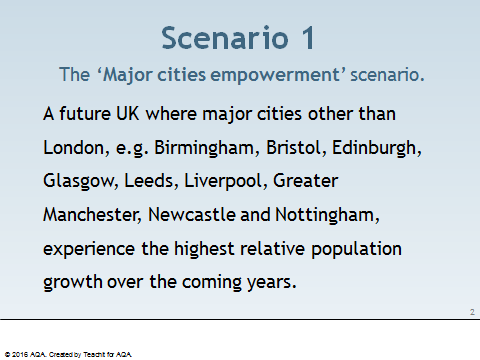 Scenario 1
The ‘Major cities empowerment’ scenario.
A future UK where major cities other than
London, e.g. Birmingham, Bristol, Edinburgh,
Glasgow, Leeds, Liverpool, Greater
Manchester, Newcastle and Nottingham,
experience the highest relative population
growth over the coming years.
2
© 2016 AQA. Created by Teachit for AQA.